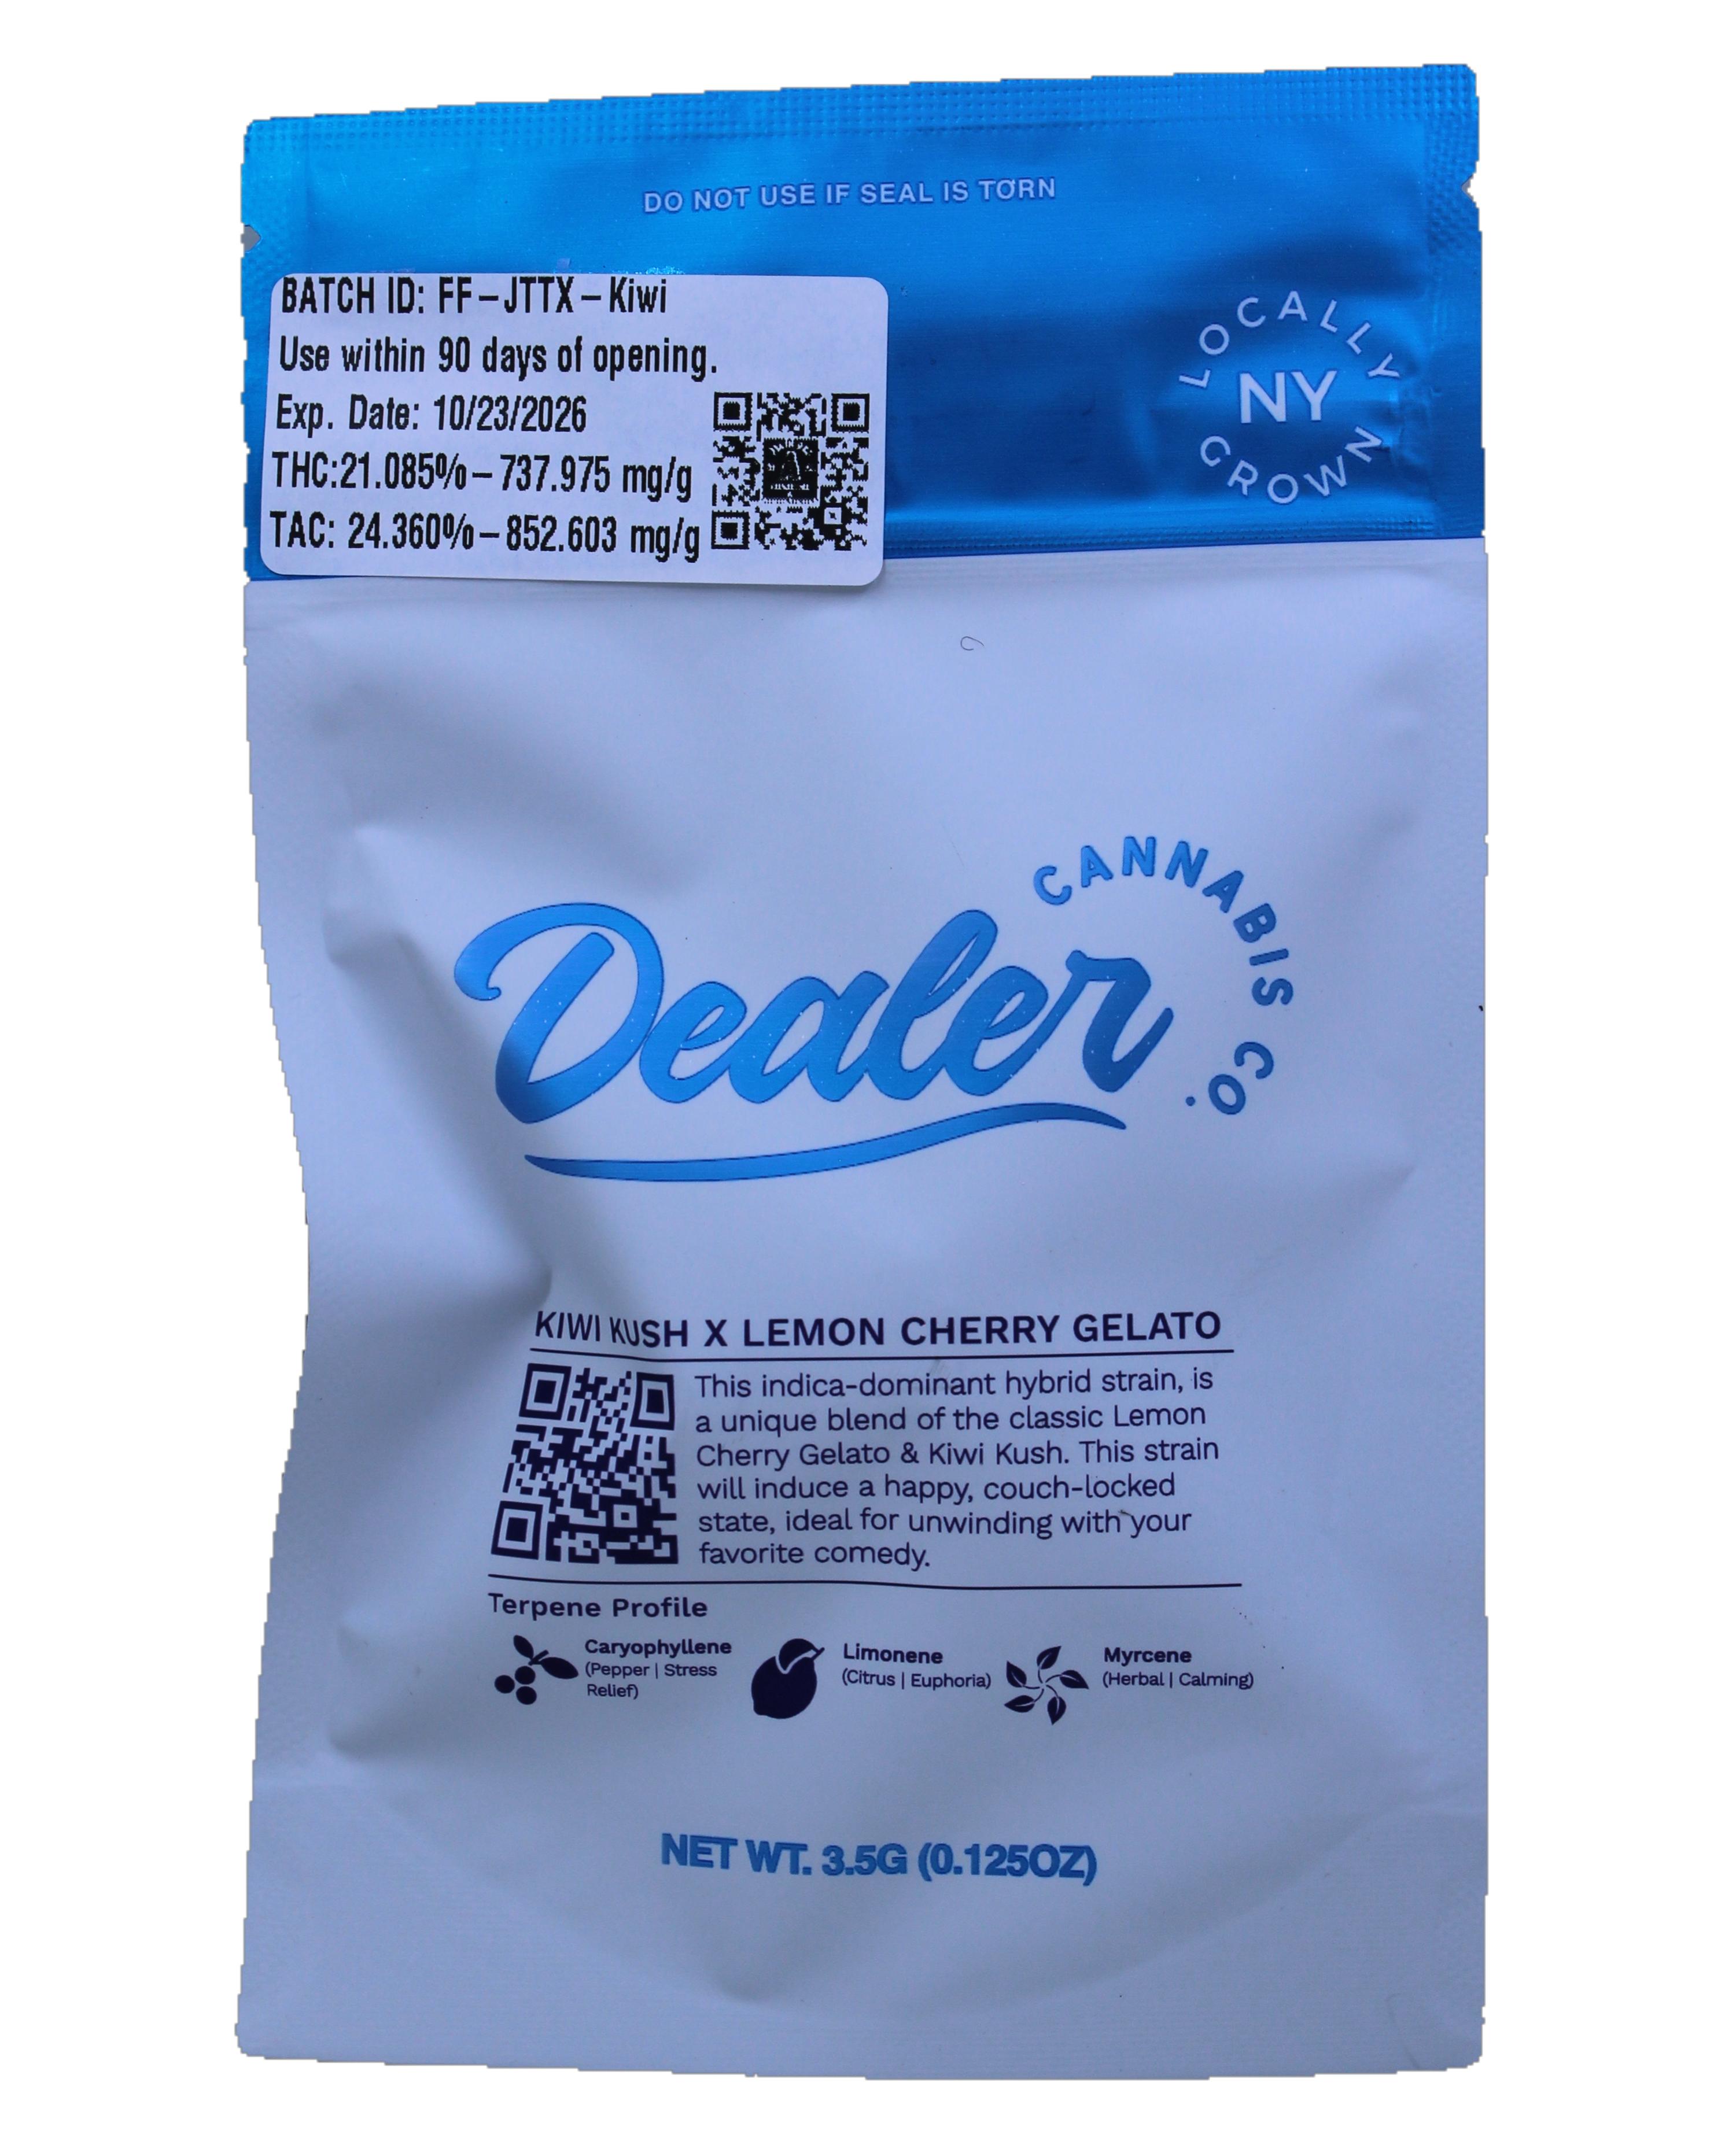 DO NOT USE IF SEAL IS TORN
BATCH ID: FF-JTTX-Kiwi
Use within 90 days of opening.
Exp. Date: 10/23/2026
THC:21.085%-737.975 mg/g
TAC: 24.360%-852.603 mg/g
LOCALLY
NY
GROWN
CANNABIS CO.
Dealer
KIWI KUSH X LEMON CHERRY GELATO
This indica-dominant hybrid strain, is
a unique blend of the classic Lemon
Cherry Gelato & Kiwi Kush. This strain
will induce a happy, couch-locked
state, ideal for unwinding with your
favorite comedy.
Terpene Profile
Caryophyllene
(Pepper | Stress
Relief)
Limonene
(Citrus | Euphoria)
Myrcene
(Herbal | Calming)
NET WT. 3.5G (0.125OZ)